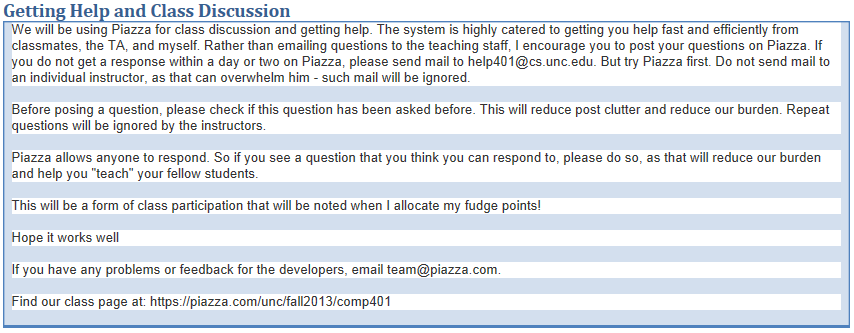 Getting Help and Class Discussion
We will be using Piazza for class discussion and getting help. The system is highly catered to getting you help fast and efficiently from
classmates, the TA, and myself. Rather than emailing questions to the teaching staff, I encourage you to post your questions on Piazza. If
you do not get a response within a day or two on Piazza, please send mail to help401@cs.unc.edu. But try Piazza first. Do not send mail to
an individual instructor, as that can overwhelm him - such mail will be ignored.
Before posing a question, please check if this question has been asked before. This will reduce post clutter and reduce our burden. Repeat
questions will be ignored by the instructors.
Piazza allows anyone to respond. So if you see a question that you think you can respond to, please do so, as that will reduce our burden
and help you "teach" your fellow students.
This will be a form of class participation that will be noted when I allocate my fudge points!
Hope it works well
If you have any problems or feedback for the developers, email team@piazza.com.
Find our class page at: https://piazza.com/unc/fall2013/comp401